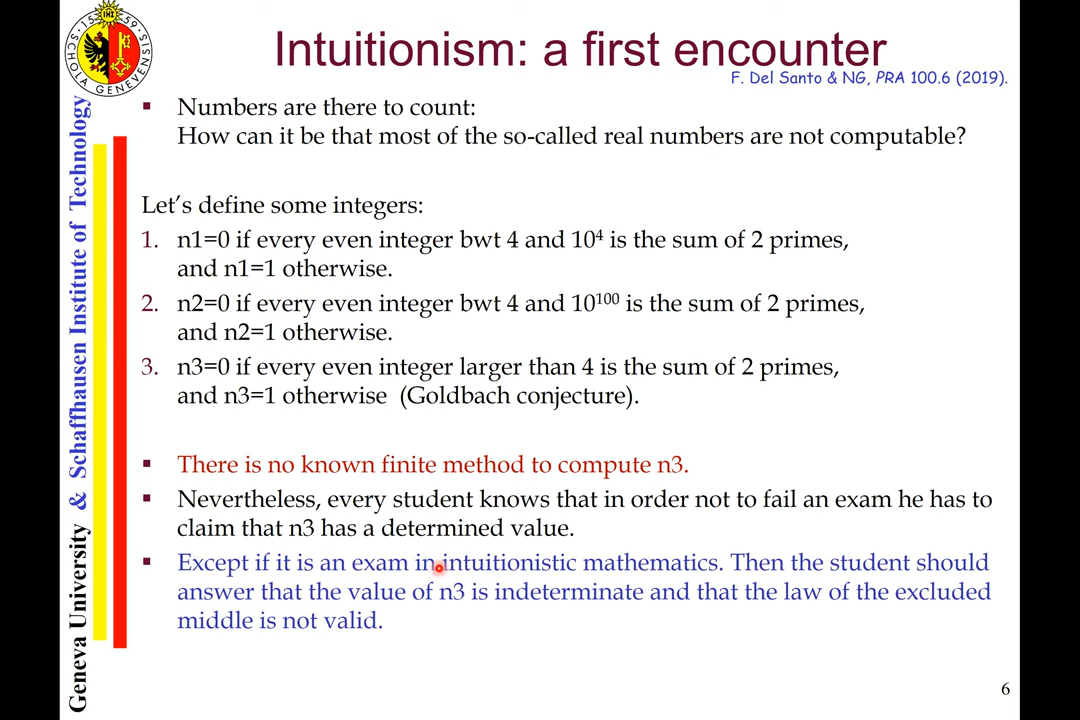 Intuitionism: a first encounter
F. Del Santo & NG, PRA 100.6 (2019).
▪ Numbers are there to count:
How can it be that most of the so-called real numbers are not computable?
Let's define some integers:
1. n1=0 if every even integer bwt 4 and 10⁴ is the sum of 2 primes,
and n1=1 otherwise.
2. n2=0 if every even integer bwt 4 and 10¹⁰⁰ is the sum of 2 primes,
and n2=1 otherwise.
3. n3=0 if every even integer larger than 4 is the sum of 2 primes,
and n3=1 otherwise (Goldbach conjecture).
▪ There is no known finite method to compute n3.
▪ Nevertheless, every student knows that in order not to fail an exam he has to
claim that n3 has a determined value.
▪ Except if it is an exam in intuitionistic mathematics. Then the student should
answer that the value of n3 is indeterminate and that the law of the excluded
middle is not valid.
6
Geneva University & Schaffhausen Institute of Technology
SCHOLA GENEVENSIS
1559
IHS